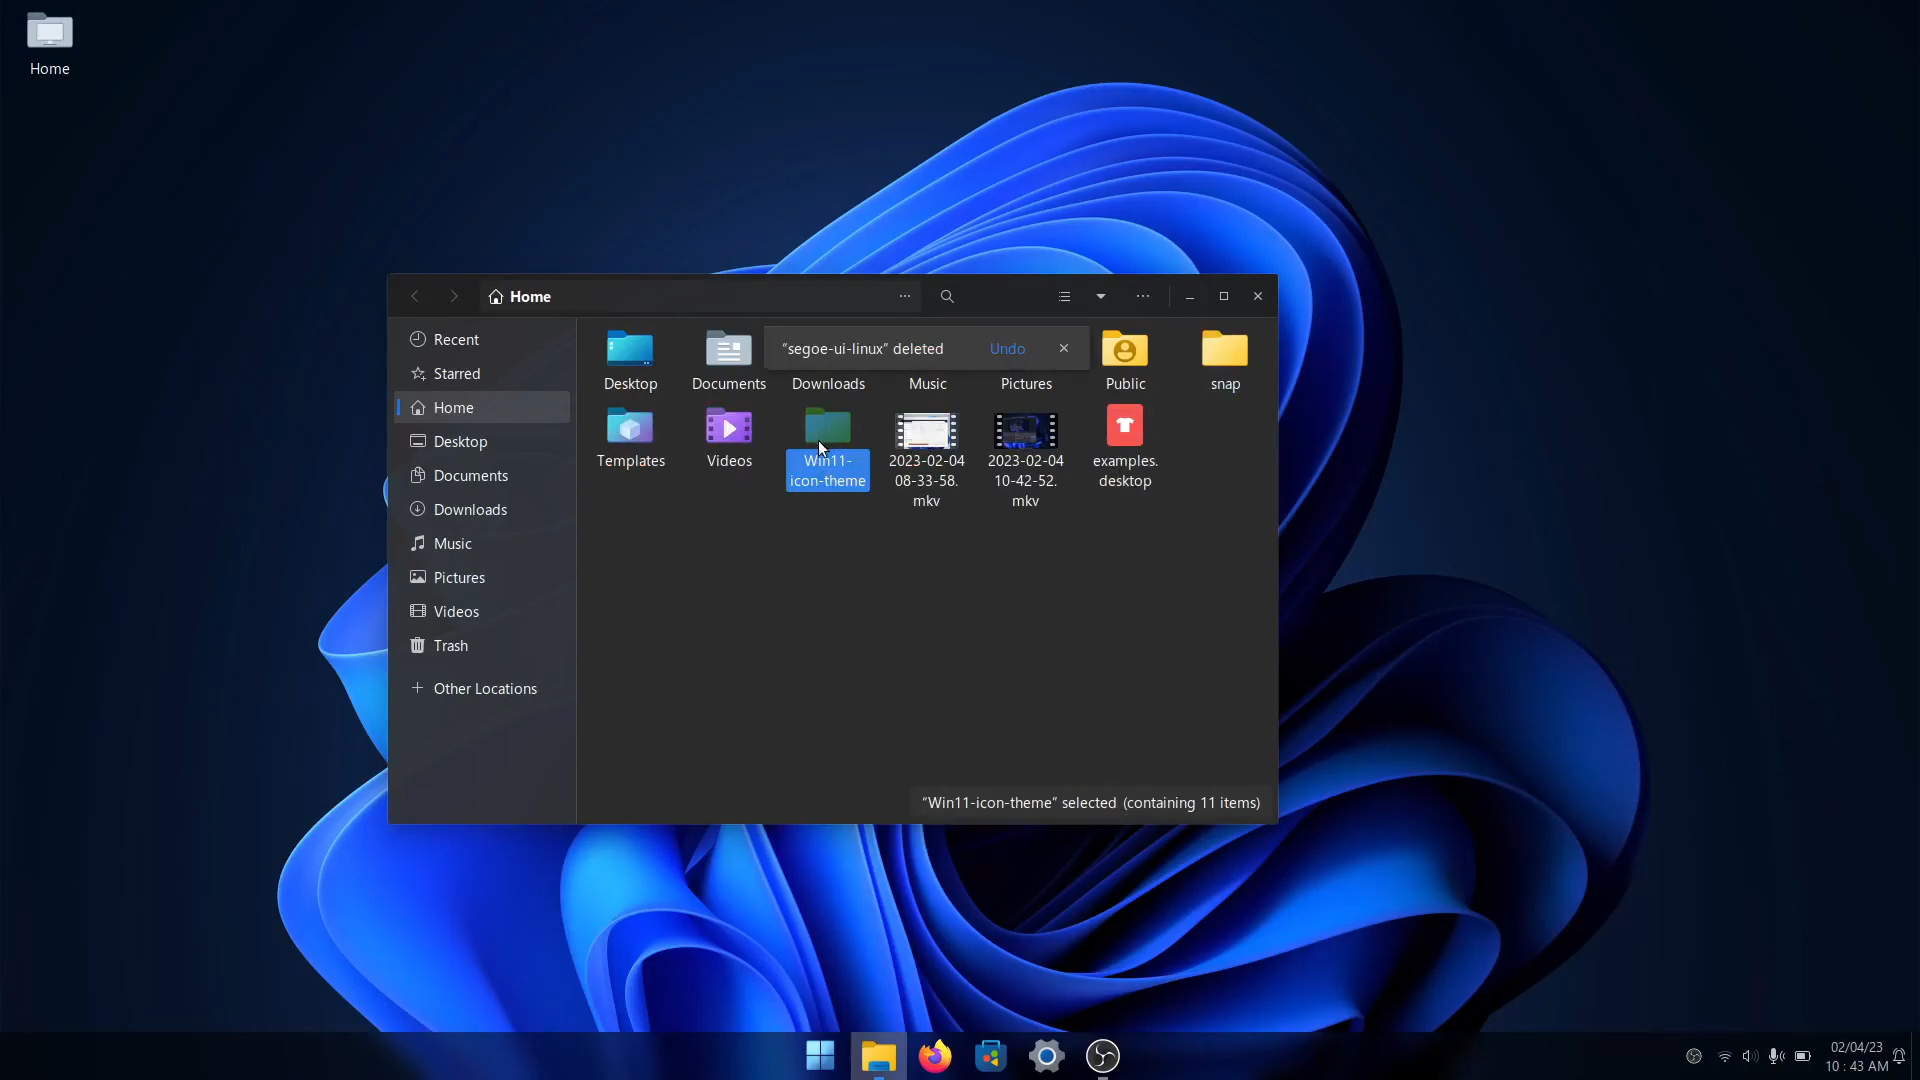 Home
Home
Recent
Starred
Home
Desktop
Documents
Downloads
Music
Pictures
Videos
Trash
Other Locations
“segoe-ui-linux” deleted Undo
Desktop Documents Downloads Music Pictures Public snap
Templates
Videos
Win11-
icon-theme
2023-02-04
08-33-58.
mkv
2023-02-04
10-42-52.
mkv
examples.
desktop
“Win11-icon-theme” selected (containing 11 items)
02/04/23
10 : 43 AM